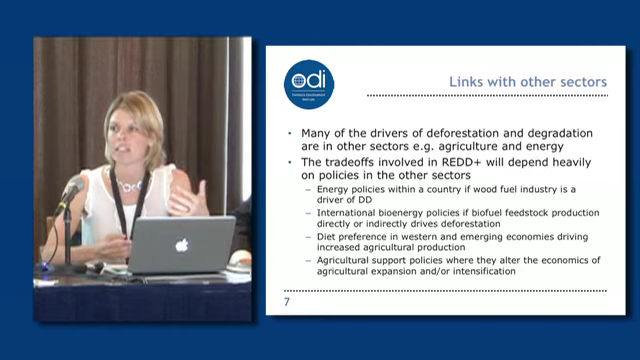 odi
Links with other sectors
• Many of the drivers of deforestation and degradation
are in other sectors e.g. agriculture and energy
• The tradeoffs involved in REDD+ will depend heavily
on policies in the other sectors
– Energy policies within a country if wood fuel industry is a
driver of DD
– International bioenergy policies if biofuel feedstock production
directly or indirectly drives deforestation
– Diet preference in western and emerging economies driving
increased agricultural production
– Agricultural support policies where they alter the economics of
agricultural expansion and/or intensification
7